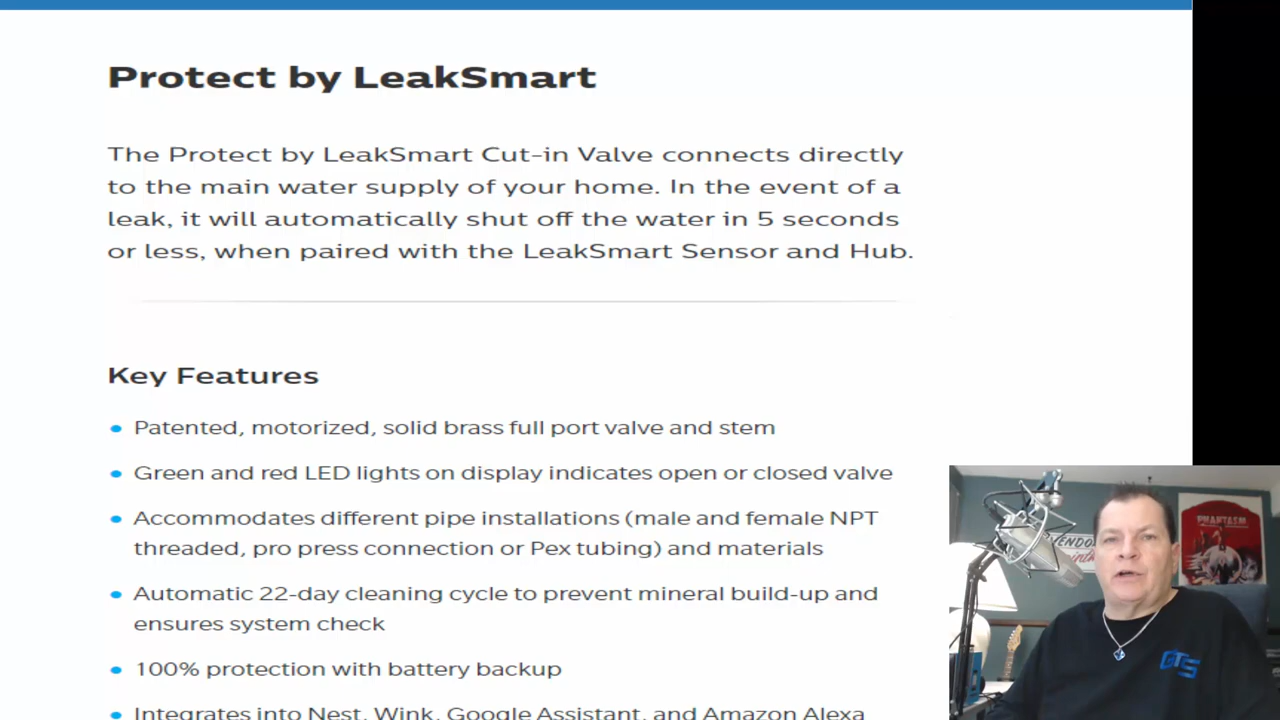 Protect by LeakSmart
The Protect by LeakSmart Cut-in Valve connects directly
to the main water supply of your home. In the event of a
leak, it will automatically shut off the water in 5 seconds
or less, when paired with the LeakSmart Sensor and Hub.
Key Features
Patented, motorized, solid brass full port valve and stem
Green and red LED lights on display indicates open or closed valve
Accommodates different pipe installations (male and female NPT
threaded, pro press connection or Pex tubing) and materials
Automatic 22-day cleaning cycle to prevent mineral build-up and
ensures system check
100% protection with battery backup
Integrates into Nest, Wink, Google Assistant, and Amazon Alexa
PHANTASM
GTS